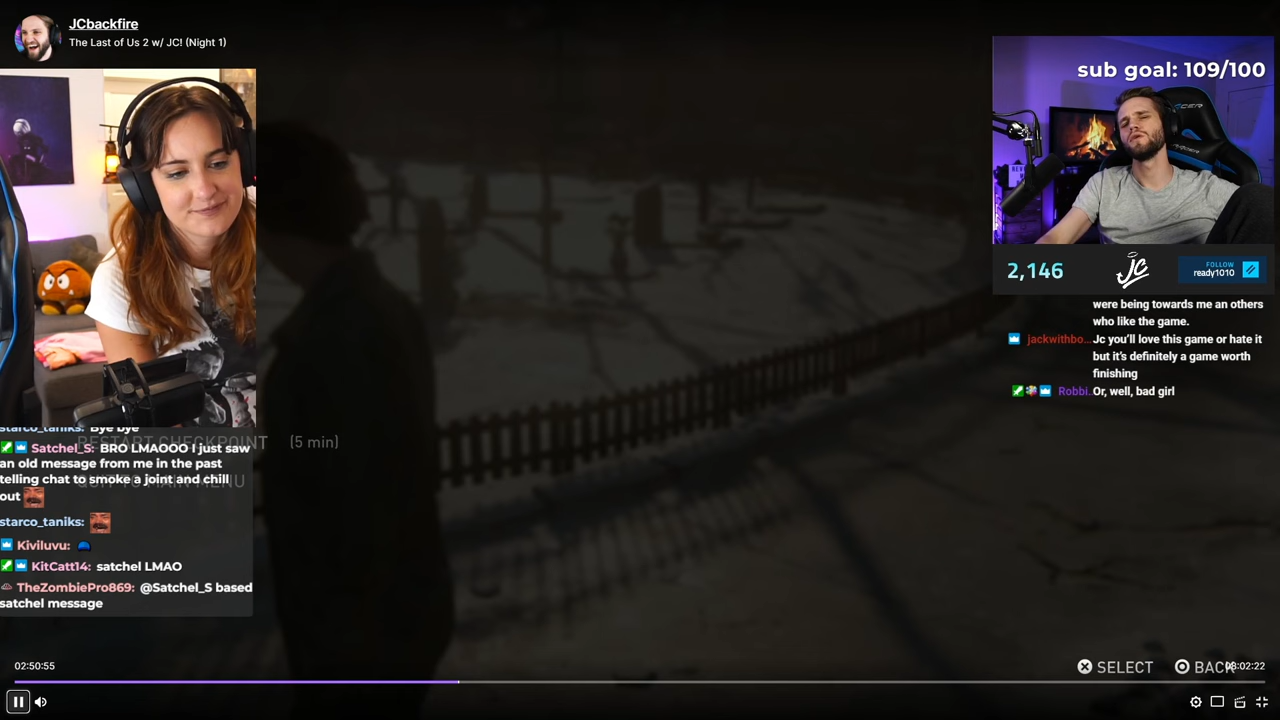 JCbackfire
The Last of Us 2 w/ JC! (Night 1)
sub goal: 109/100
2,146
jc
FOLLOW
ready1010
were being towards me an others
who like the game.
jackwithbo... Jc you'll love this game or hate it
but it's definitely a game worth
finishing
Robbi.. Or, well, bad girl
starco_taniks: Bye bye
RESTART CHECKPOINT (5 min)
Satchel_S: BRO LMAOOO I just saw
an old message from me in the past
telling chat to smoke a joint and chill
out
QUIT TO MAIN MENU
starco_taniks:
Kiviluvu:
KitCatt14: satchel LMAO
TheZombiePro869: @Satchel_S based
satchel message
02:50:55
SELECT
BACK